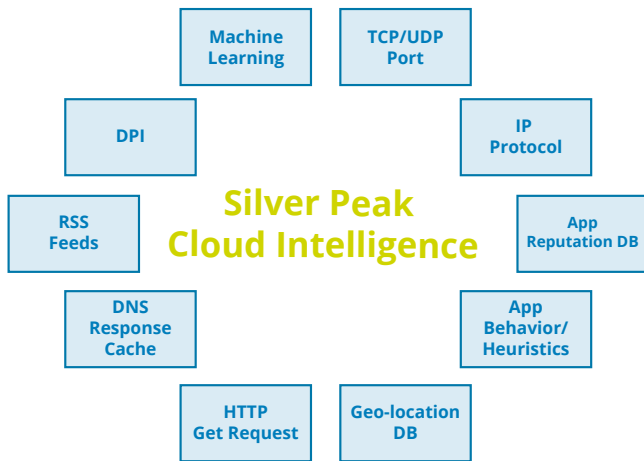 Machine
Learning
TCP/UDP
Port
DPI
IP
Protocol
Silver Peak
Cloud Intelligence
RSS
Feeds
App
Reputation DB
DNS
Response
Cache
App
Behavior/
Heuristics
HTTP
Get Request
Geo-location
DB